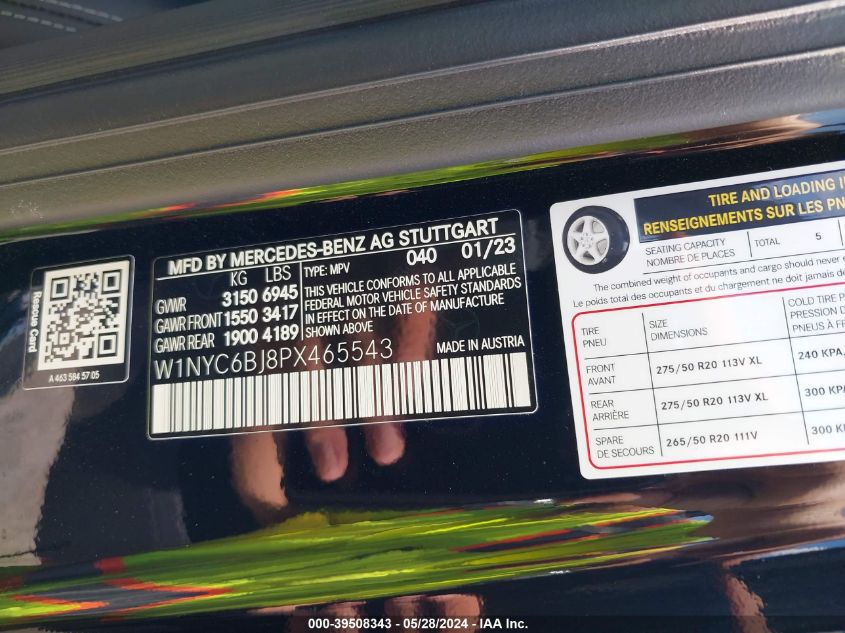 Rescue Card
A 463 584 57 05
MFD BY MERCEDES-BENZ AG STUTTGART
KG LBS TYPE: MPV 040 01/23
GVWR 3150 6945
GAWR FRONT 1550 3417
GAWR REAR 1900 4189
THIS VEHICLE CONFORMS TO ALL APPLICABLE
FEDERAL MOTOR VEHICLE SAFETY STANDARDS
IN EFFECT ON THE DATE OF MANUFACTURE
SHOWN ABOVE
W1NYC6BJ8PX465543 MADE IN AUSTRIA
TIRE AND LOADING
RENSEIGNEMENTS SUR LES
SEATING CAPACITY TOTAL 5
NOMBRE DE PLACES
The combined weight of occupants and cargo should never
Le poids total des occupants et du chargement ne doit jamais
TIRE SIZE COLD TIRE
PNEU DIMENSIONS PRESSION
PNEUS À
FRONT 275/50 R20 113V XL 240 KPA,
AVANT
REAR 275/50 R20 113V XL 300
ARRIÈRE
SPARE 265/50 R20 111V 300
DE SECOURS
000-39508343 / 05/28/2024 - IAA Inc.